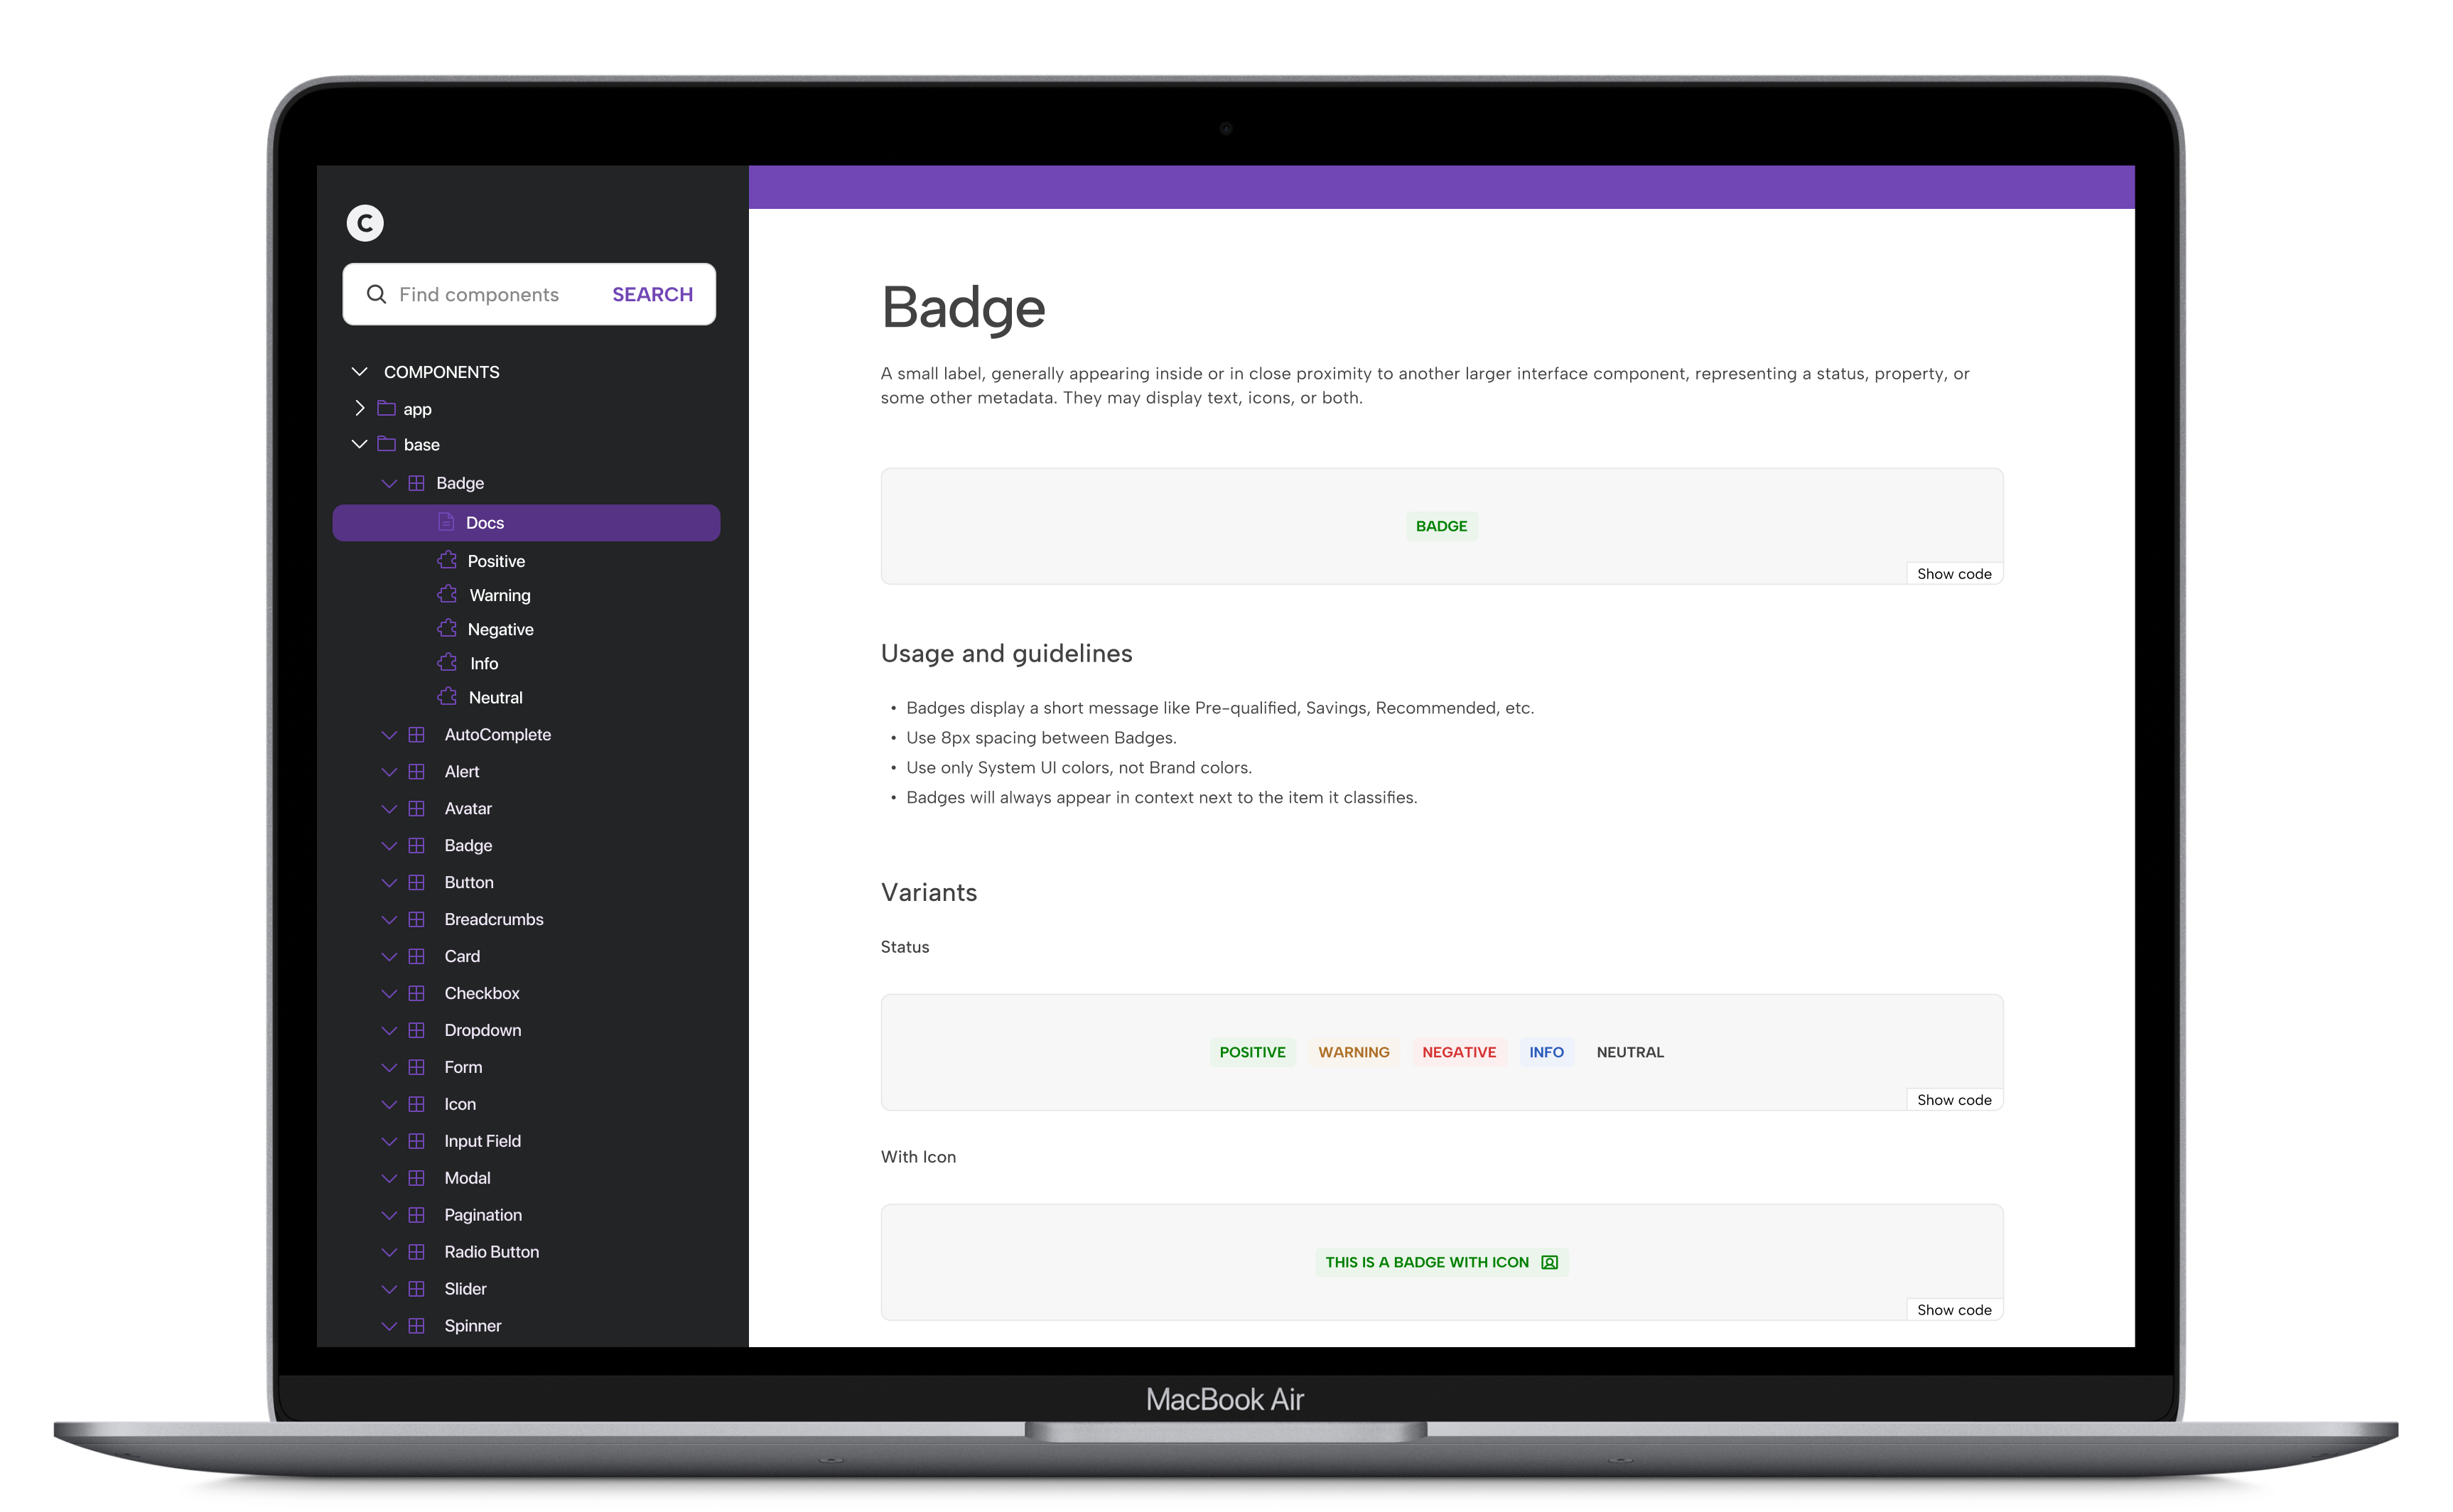 C
Find components SEARCH
COMPONENTS
app
base
Badge
Docs
Positive
Warning
Negative
Info
Neutral
AutoComplete
Alert
Avatar
Badge
Button
Breadcrumbs
Card
Checkbox
Dropdown
Form
Icon
Input Field
Modal
Pagination
Radio Button
Slider
Spinner
Badge
A small label, generally appearing inside or in close proximity to another larger interface component, representing a status, property, or
some other metadata. They may display text, icons, or both.
BADGE
Show code
Usage and guidelines
• Badges display a short message like Pre-qualified, Savings, Recommended, etc.
• Use 8px spacing between Badges.
• Use only System UI colors, not Brand colors.
• Badges will always appear in context next to the item it classifies.
Variants
Status
POSITIVE WARNING NEGATIVE INFO NEUTRAL
Show code
With Icon
THIS IS A BADGE WITH ICON
Show code
MacBook Air